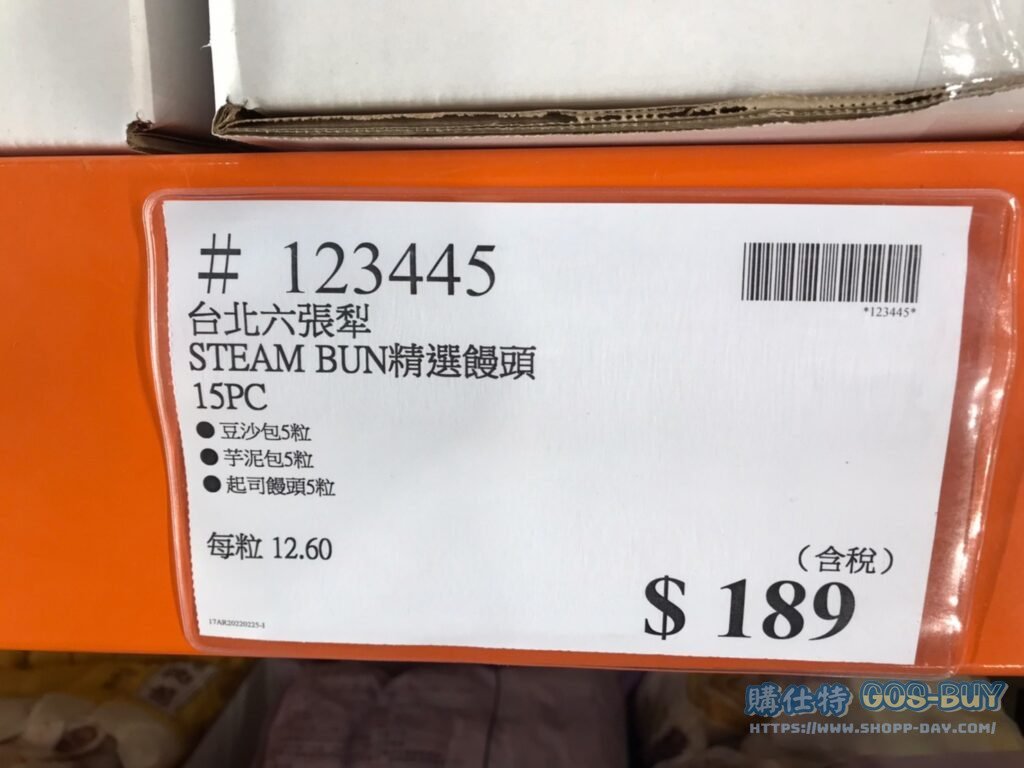 # 123445
*123445*
台北六張犁
STEAM BUN精選饅頭
15PC
● 豆沙包5粒
● 芋泥包5粒
● 起司饅頭5粒
每粒 12.60
（含稅）
$ 189
17AR20220225-I
購仕特 GOS-BUY
HTTPS://WWW.SHOPP-DAY.COM/